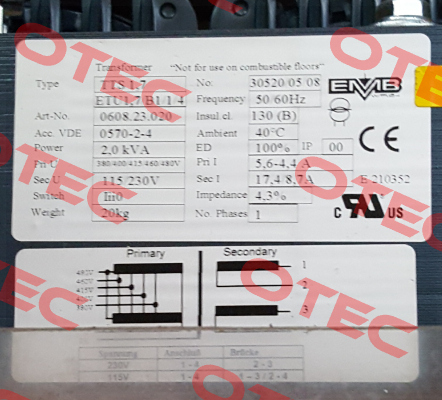 Transformer "Not for use on combustible floors"
Type TTS 1,7 No: 30520/05/08 EMB
ETU1,7/B1/1/4 Frequency 50/60Hz
Art-No. 0608.23.020 Insul cl. 130 (B)
Acc. VDE 0570-2-4 Ambient 40°C CE
Power 2,0 kVA ED 100% IP 00
Pri U 380/400/415/460/480V Pri I 5,6-4,4 A
Sec U 115/230V Sec I 17,4/8,7A E 210352
Switch Iii0 Impedance 4,3%
Weight 20kg No. Phases 1 C US
Primary Secondary
480V 1
460V
415V 2
400V
380V 3
Spannung Anschluß Brücke
230V 1 - 4 2 - 3
115V 1 - 4 1 - 3 / 2 - 4
OTEC